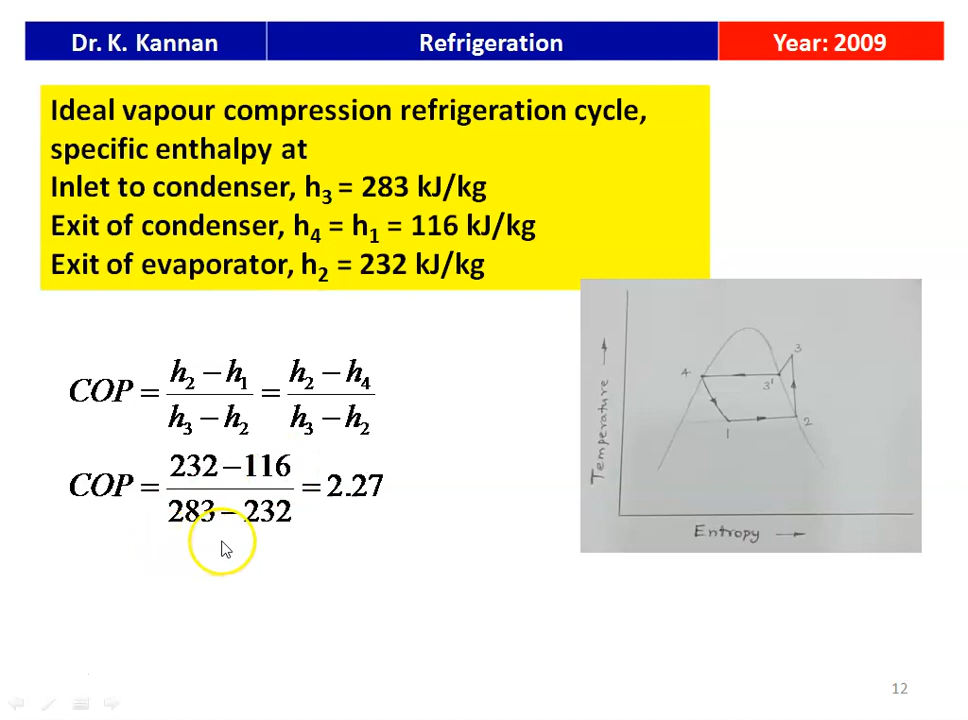 Dr. K. Kannan
Refrigeration
Year: 2009
Ideal vapour compression refrigeration cycle,
specific enthalpy at
Inlet to condenser, h₃ = 283 kJ/kg
Exit of condenser, h₄ = h₁ = 116 kJ/kg
Exit of evaporator, h₂ = 232 kJ/kg
COP = (h₂ − h₁)/(h₃ − h₂) = (h₂ − h₄)/(h₃ − h₂)
COP = (232 − 116)/(283 − 232) = 2.27
Temperature
3
4
3'
1
2
Entropy
12